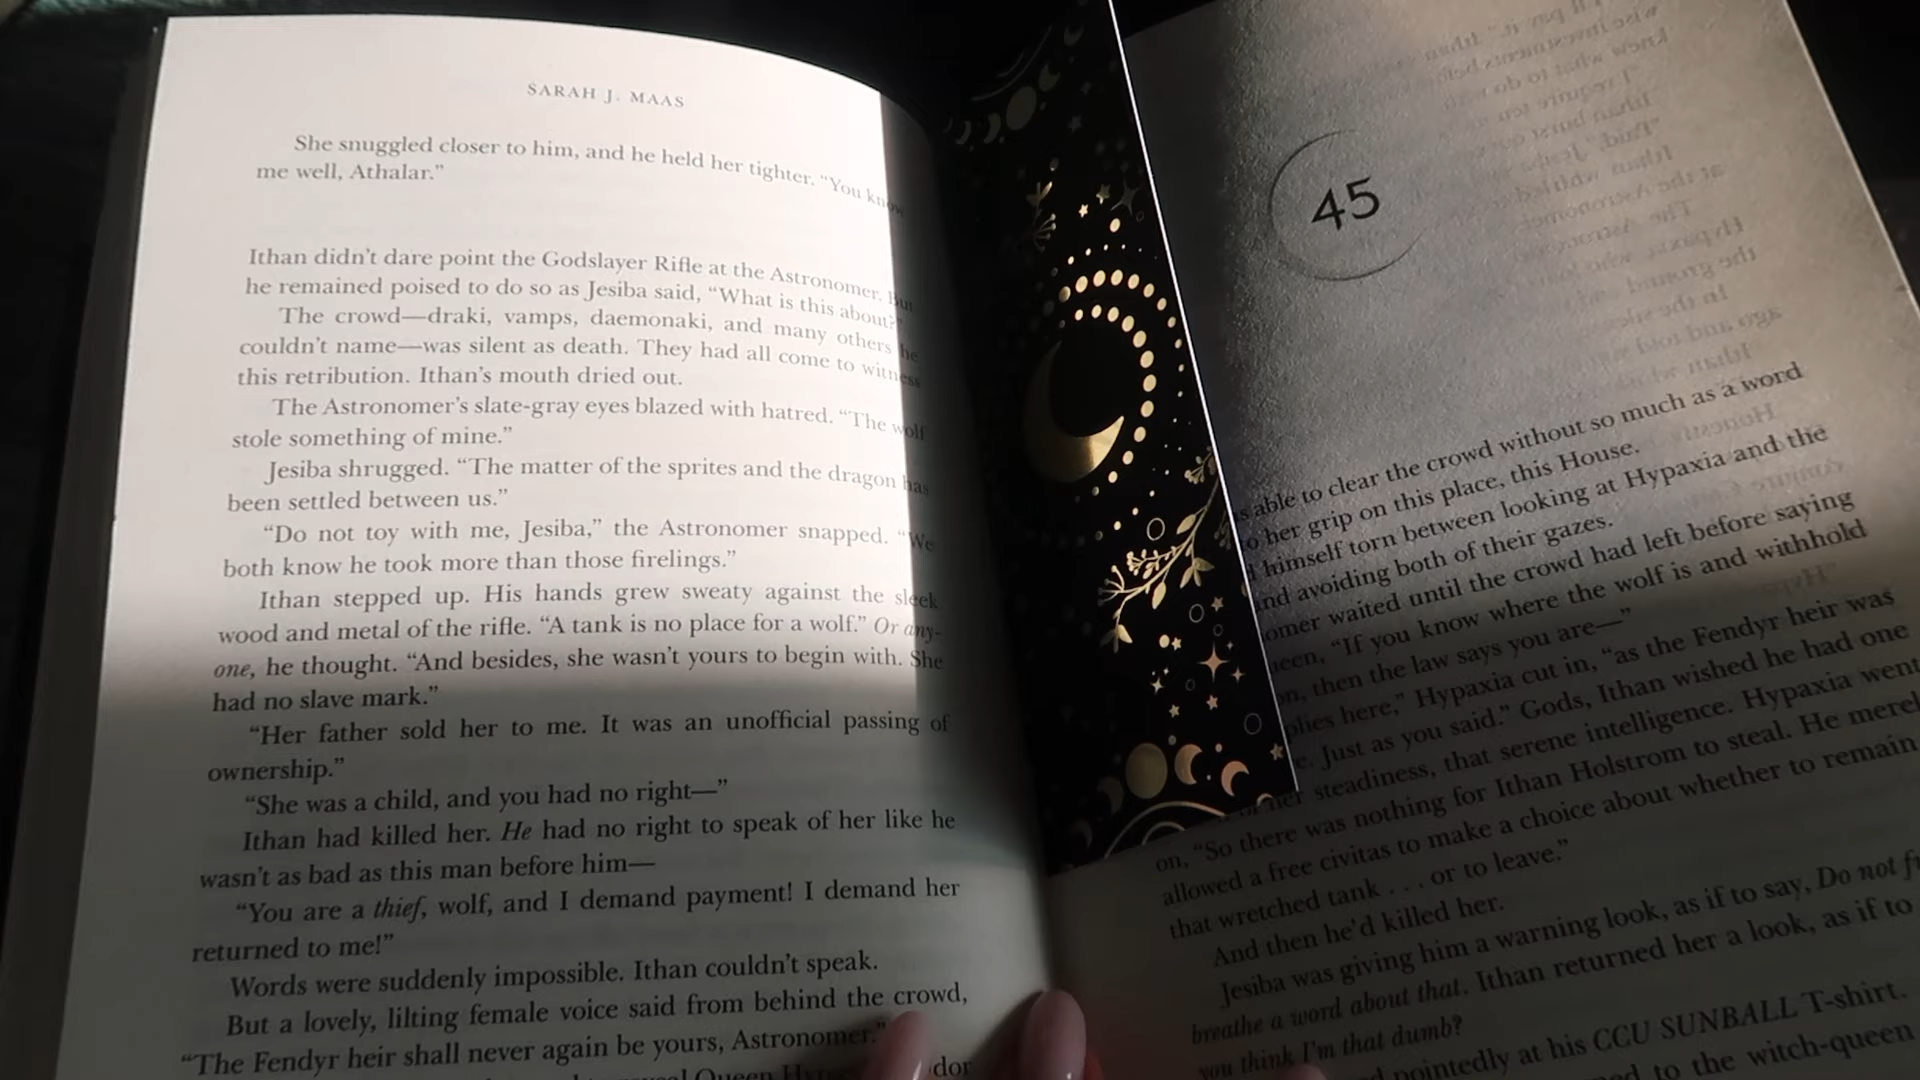 SARAH J. MAAS
She snuggled closer to him, and he held her tighter. “You know
me well, Athalar.”
Ithan didn’t dare point the Godslayer Rifle at the Astronomer. But
he remained poised to do so as Jesiba said, “What is this about?”
The crowd—draki, vamps, daemonaki, and many others he
couldn’t name—was silent as death. They had all come to witness
this retribution. Ithan’s mouth dried out.
The Astronomer’s slate-gray eyes blazed with hatred. “The wolf
stole something of mine.”
Jesiba shrugged. “The matter of the sprites and the dragon has
been settled between us.”
“Do not toy with me, Jesiba,” the Astronomer snapped. “We
both know he took more than those firelings.”
Ithan stepped up. His hands grew sweaty against the sleek
wood and metal of the rifle. “A tank is no place for a wolf.” Or any-
one, he thought. “And besides, she wasn’t yours to begin with. She
had no slave mark.”
“Her father sold her to me. It was an unofficial passing of
ownership.”
“She was a child, and you had no right—”
Ithan had killed her. He had no right to speak of her like he
wasn’t as bad as this man before him—
“You are a thief, wolf, and I demand payment! I demand her
returned to me!”
Words were suddenly impossible. Ithan couldn’t speak.
But a lovely, lilting female voice said from behind the crowd,
“The Fendyr heir shall never again be yours, Astronomer.”
Queen
45
able to clear the crowd without so much as a word
her grip on this place, this House.
himself torn between looking at Hypaxia and the
and avoiding both of their gazes.
waited until the crowd had left before saying
“If you know where the wolf is and withhold
then the law says you are—”
here,” Hypaxia cut in, “as the Fendyr heir was
Just as you said.” Gods, Ithan wished he had one
of her steadiness, that serene intelligence. Hypaxia went
on, “So there was nothing for Ithan Holstrom to steal. He merely
allowed a free civitas to make a choice about whether to remain
that wretched tank . . . or to leave.”
And then he’d killed her.
Jesiba was giving him a warning look, as if to say, Do not
breathe a word about that. Ithan returned her a look, as if to
you think I’m that dumb?
pointedly at his CCU SUNBALL T-shirt.
to the witch-queen